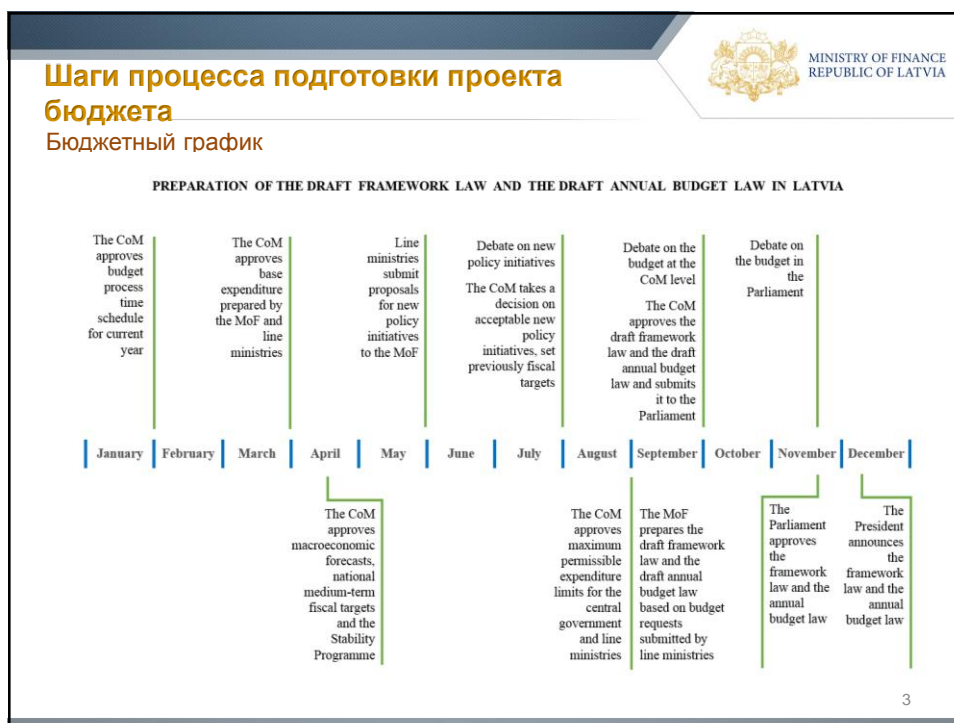 Шаги процесса подготовки проекта
бюджета
Бюджетный график
MINISTRY OF FINANCE
REPUBLIC OF LATVIA
PREPARATION OF THE DRAFT FRAMEWORK LAW AND THE DRAFT ANNUAL BUDGET LAW IN LATVIA
The CoM
approves
budget
process
time
schedule
for current
year
The CoM
approves
base
expenditure
prepared by
the MoF and
line
ministries
Line
ministries
submit
proposals
for new
policy
initiatives
to the MoF
Debate on new
policy initiatives
The CoM takes a
decision on
acceptable new
policy
initiatives, set
previously fiscal
targets
Debate on the
budget at the
CoM level
The CoM
approves the
draft framework
law and the draft
annual budget
law and submits
it to the
Parliament
Debate on
the budget in
the
Parliament
January February March April May June July August September October November December
The CoM
approves
macroeconomic
forecasts,
national
medium-term
fiscal targets
and the
Stability
Programme
The CoM
approves
maximum
permissible
expenditure
limits for the
central
government
and line
ministries
The MoF
prepares the
draft framework
law and the
draft annual
budget law
based on budget
requests
submitted by
line ministries
The
Parliament
approves
the
framework
law and the
annual
budget law
The
President
announces
the
framework
law and the
annual
budget law
3